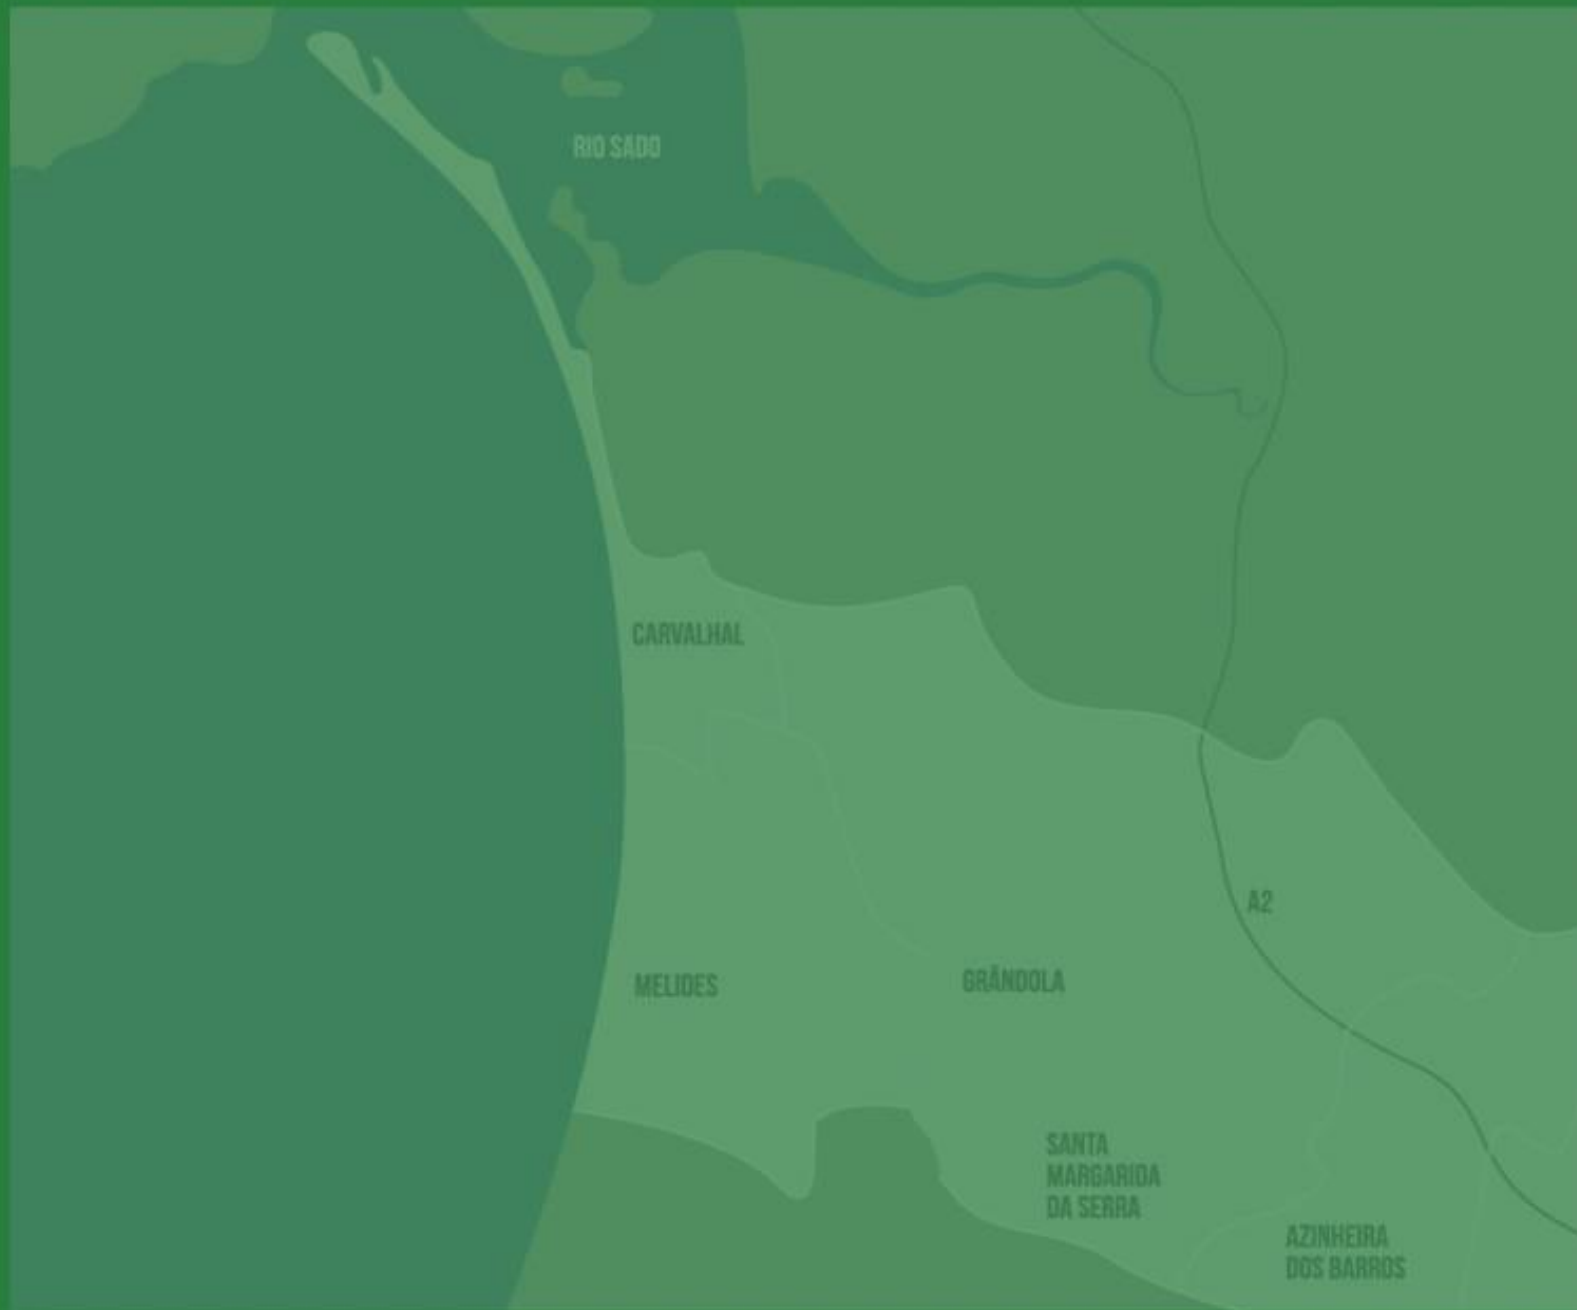 RIO SADO
CARVALHAL
A2
MELIDES
GRÂNDOLA
SANTA
MARGARIDA
DA SERRA
AZINHEIRA
DOS BARROS